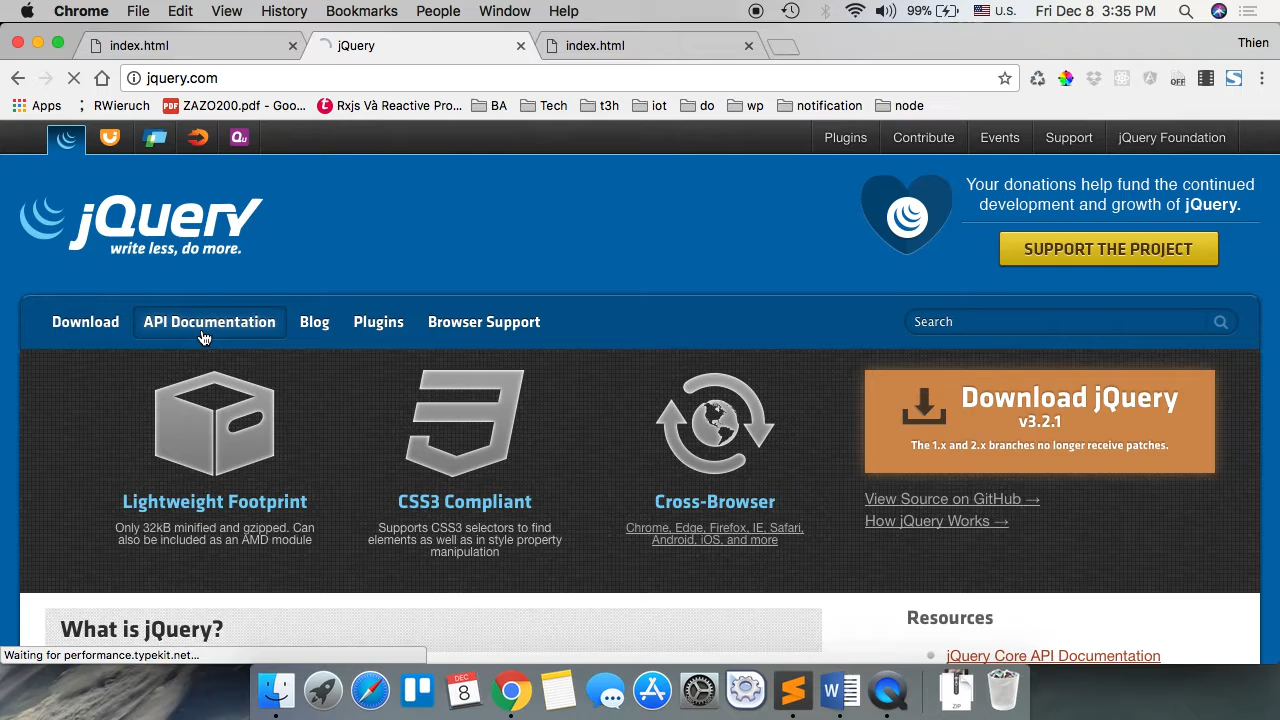 Chrome File Edit View History Bookmarks People Window Help 99% U.S. Fri Dec 8 3:35 PM
index.html jQuery index.html Thien
jquery.com
Apps RWieruch ZAZO200.pdf - Goo... Rxjs Và Reactive Pro... BA Tech t3h iot do wp notification node
Plugins Contribute Events Support jQuery Foundation
jQuery
write less, do more.
Your donations help fund the continued
development and growth of jQuery.
SUPPORT THE PROJECT
Download API Documentation Blog Plugins Browser Support Search
Lightweight Footprint
Only 32kB minified and gzipped. Can
also be included as an AMD module
CSS3 Compliant
Supports CSS3 selectors to find
elements as well as in style property
manipulation
Cross-Browser
Chrome, Edge, Firefox, IE, Safari,
Android, iOS, and more
Download jQuery
v3.2.1
The 1.x and 2.x branches no longer receive patches.
View Source on GitHub →
How jQuery Works →
What is jQuery?
Resources
jQuery Core API Documentation
Waiting for performance.typekit.net...
DEC
8
ZIP